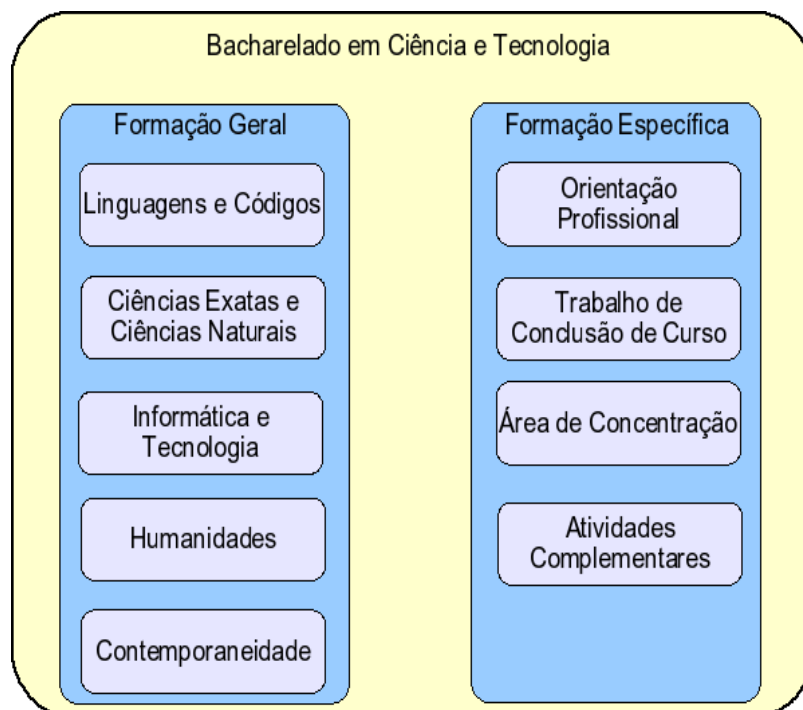 Bacharelado em Ciência e Tecnologia
Formação Geral
Linguagens e Códigos
Ciências Exatas e
Ciências Naturais
Informática e
Tecnologia
Humanidades
Contemporaneidade
Formação Específica
Orientação
Profissional
Trabalho de
Conclusão de Curso
Área de Concentração
Atividades
Complementares